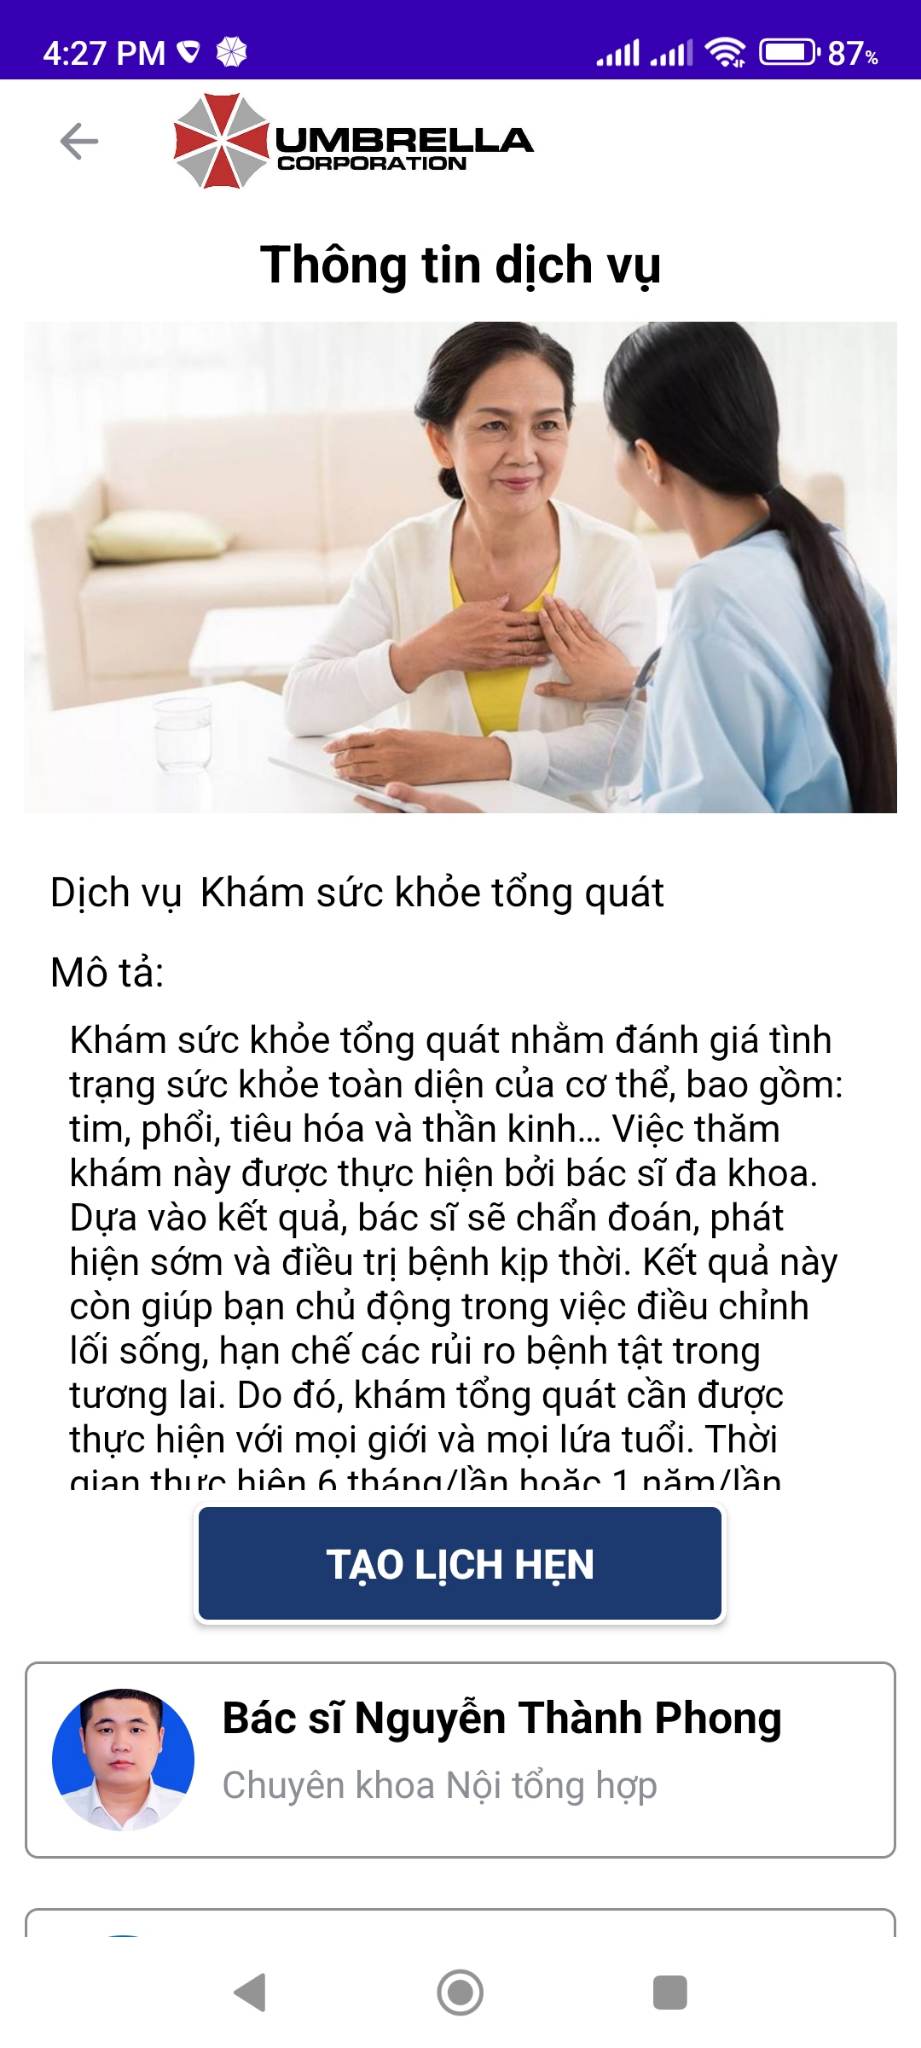 4:27 PM
87%
UMBRELLA
CORPORATION
Thông tin dịch vụ
Dịch vụ Khám sức khỏe tổng quát
Mô tả:
Khám sức khỏe tổng quát nhằm đánh giá tình
trạng sức khỏe toàn diện của cơ thể, bao gồm:
tim, phổi, tiêu hóa và thần kinh... Việc thăm
khám này được thực hiện bởi bác sĩ đa khoa.
Dựa vào kết quả, bác sĩ sẽ chẩn đoán, phát
hiện sớm và điều trị bệnh kịp thời. Kết quả này
còn giúp bạn chủ động trong việc điều chỉnh
lối sống, hạn chế các rủi ro bệnh tật trong
tương lai. Do đó, khám tổng quát cần được
thực hiện với mọi giới và mọi lứa tuổi. Thời
gian thực hiện 6 tháng/lần hoặc 1 năm/lần
TẠO LỊCH HẸN
Bác sĩ Nguyễn Thành Phong
Chuyên khoa Nội tổng hợp